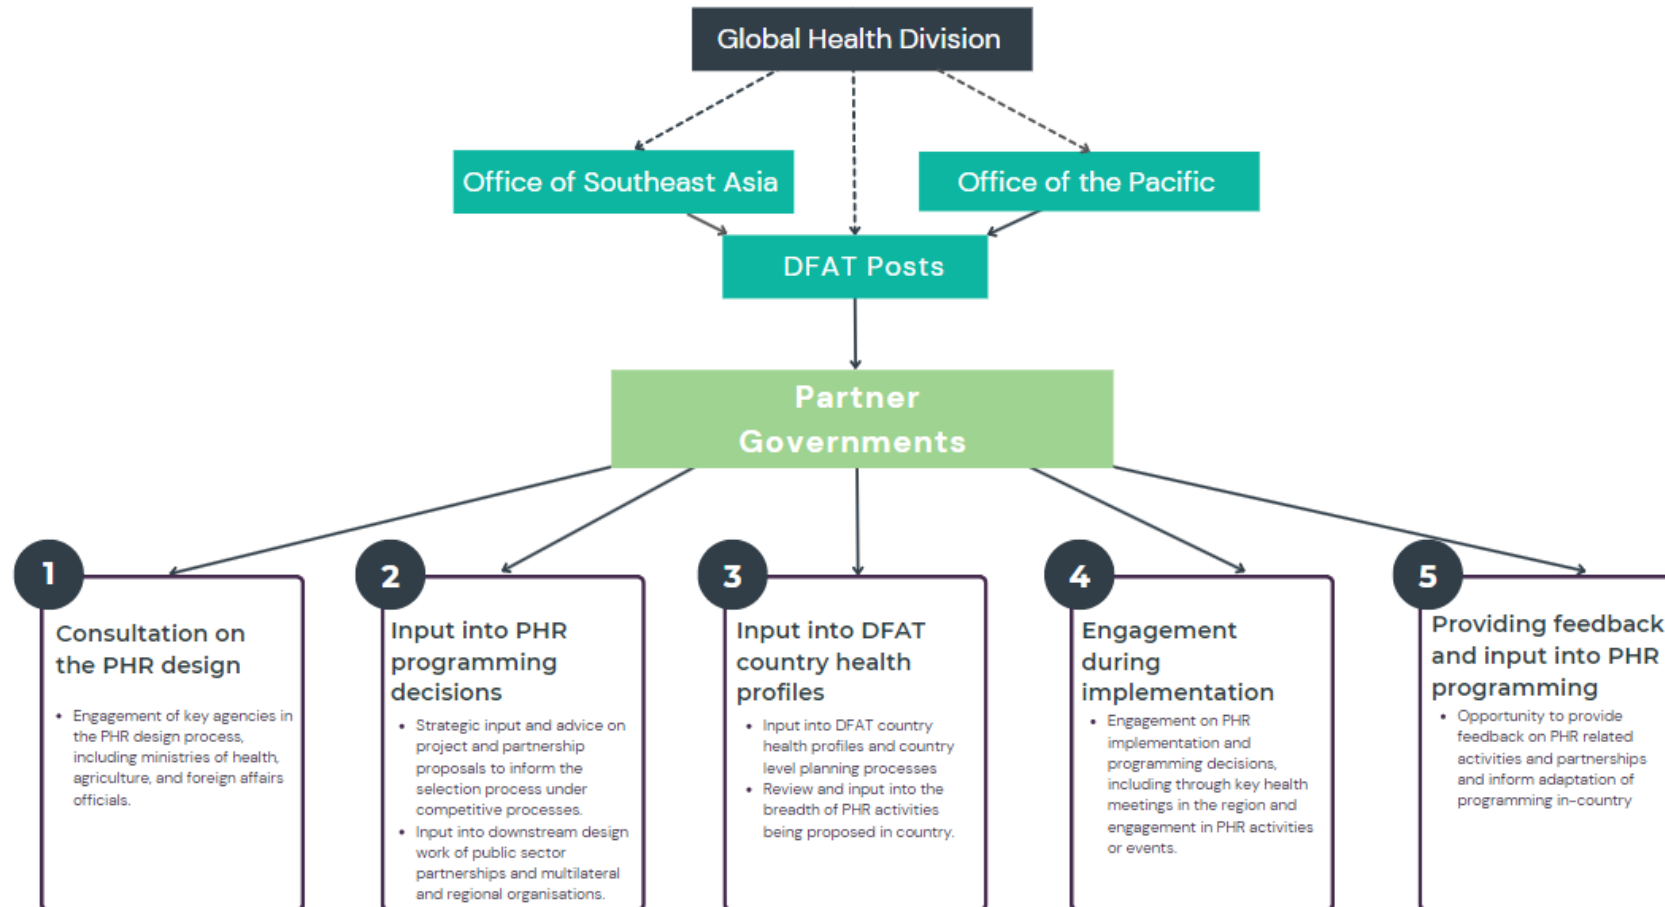 Global Health Division
Office of Southeast Asia
Office of the Pacific
DFAT Posts
Partner
Governments
1
Consultation on
the PHR design
• Engagement of key agencies in
the PHR design process,
including ministries of health,
agriculture, and foreign affairs
officials.
2
Input into PHR
programming
decisions
• Strategic input and advice on
project and partnership
proposals to inform the
selection process under
competitive processes.
• Input into downstream design
work of public sector
partnerships and multilateral
and regional organisations.
3
Input into DFAT
country health
profiles
• Input into DFAT country
health profiles and country
level planning processes
• Review and input into the
breadth of PHR activities
being proposed in country.
4
Engagement
during
implementation
• Engagement on PHR
implementation and
programming decisions,
including through key health
meetings in the region and
engagement in PHR activities
or events.
5
Providing feedback
and input into PHR
programming
• Opportunity to provide
feedback on PHR related
activities and partnerships
and inform adaptation of
programming in-country